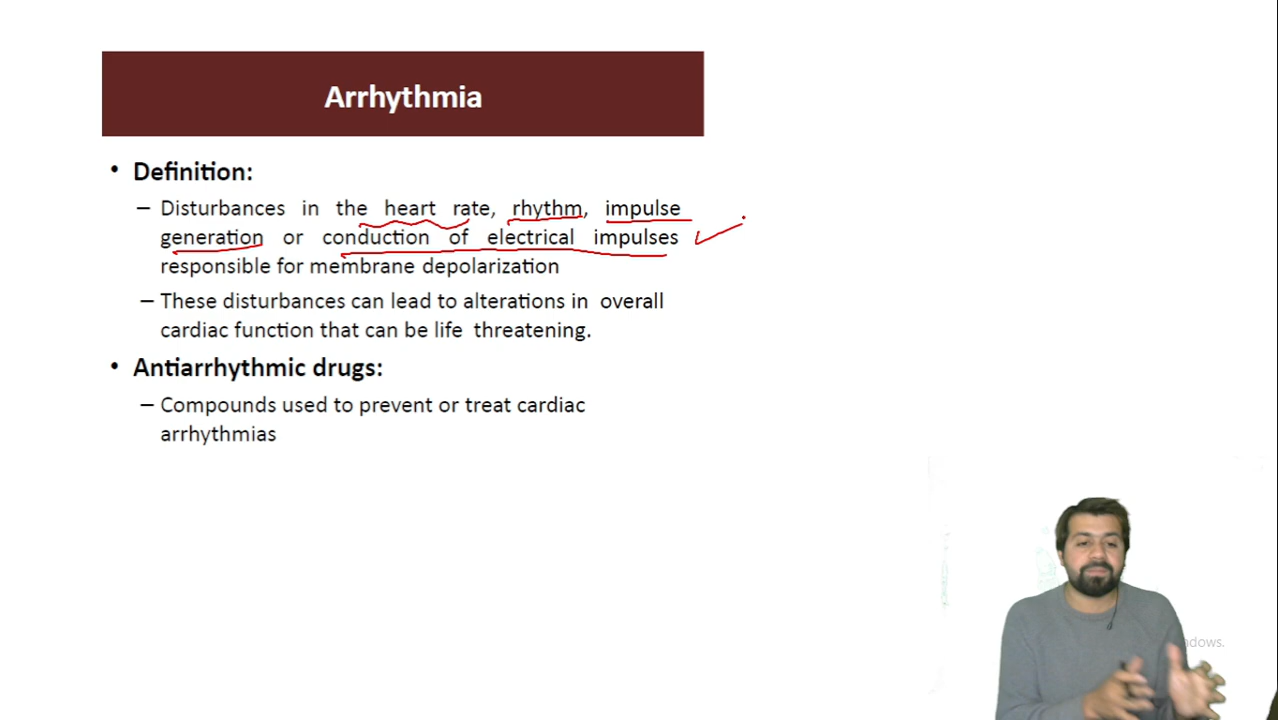 Arrhythmia
• Definition:
– Disturbances in the heart rate, rhythm, impulse
generation or conduction of electrical impulses
responsible for membrane depolarization
– These disturbances can lead to alterations in overall
cardiac function that can be life threatening.
• Antiarrhythmic drugs:
– Compounds used to prevent or treat cardiac
arrhythmias
ndows.